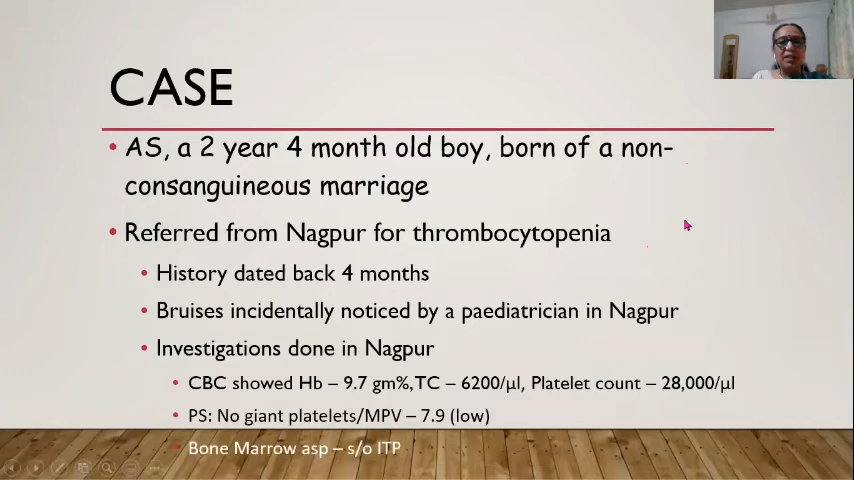 CASE
• AS, a 2 year 4 month old boy, born of a non-
consanguineous marriage
• Referred from Nagpur for thrombocytopenia
• History dated back 4 months
• Bruises incidentally noticed by a paediatrician in Nagpur
• Investigations done in Nagpur
• CBC showed Hb – 9.7 gm%,TC – 6200/µl, Platelet count – 28,000/µl
• PS: No giant platelets/MPV – 7.9 (low)
• Bone Marrow asp – s/o ITP